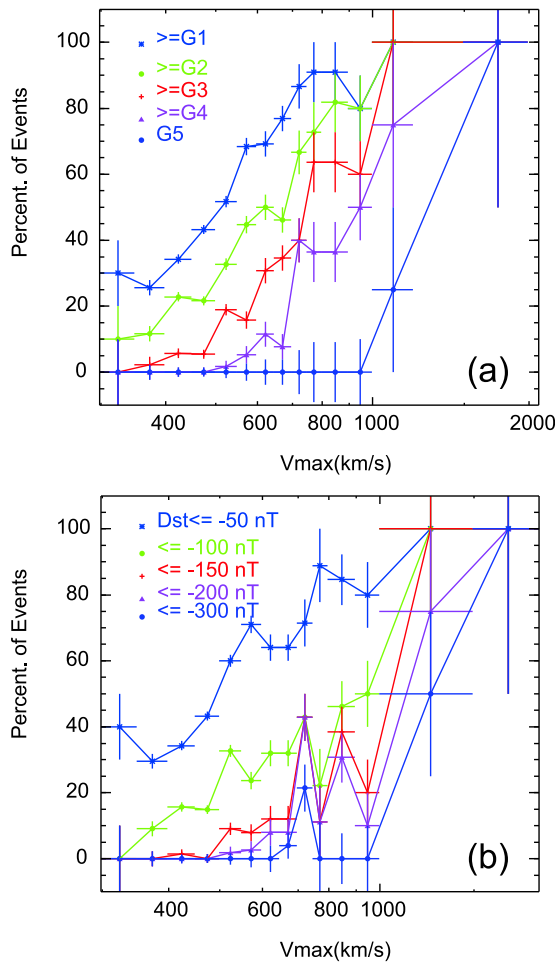 100
80
60
40
20
0
Percent. of Events
>=G1
>=G2
>=G3
>=G4
G5
(a)
400
600
800
1000
2000
Vmax(km/s)
100
80
60
40
20
0
Percent. of Events
Dst<= -50 nT
<= -100 nT
<= -150 nT
<= -200 nT
<= -300 nT
(b)
400
600
800
1000
Vmax(km/s)